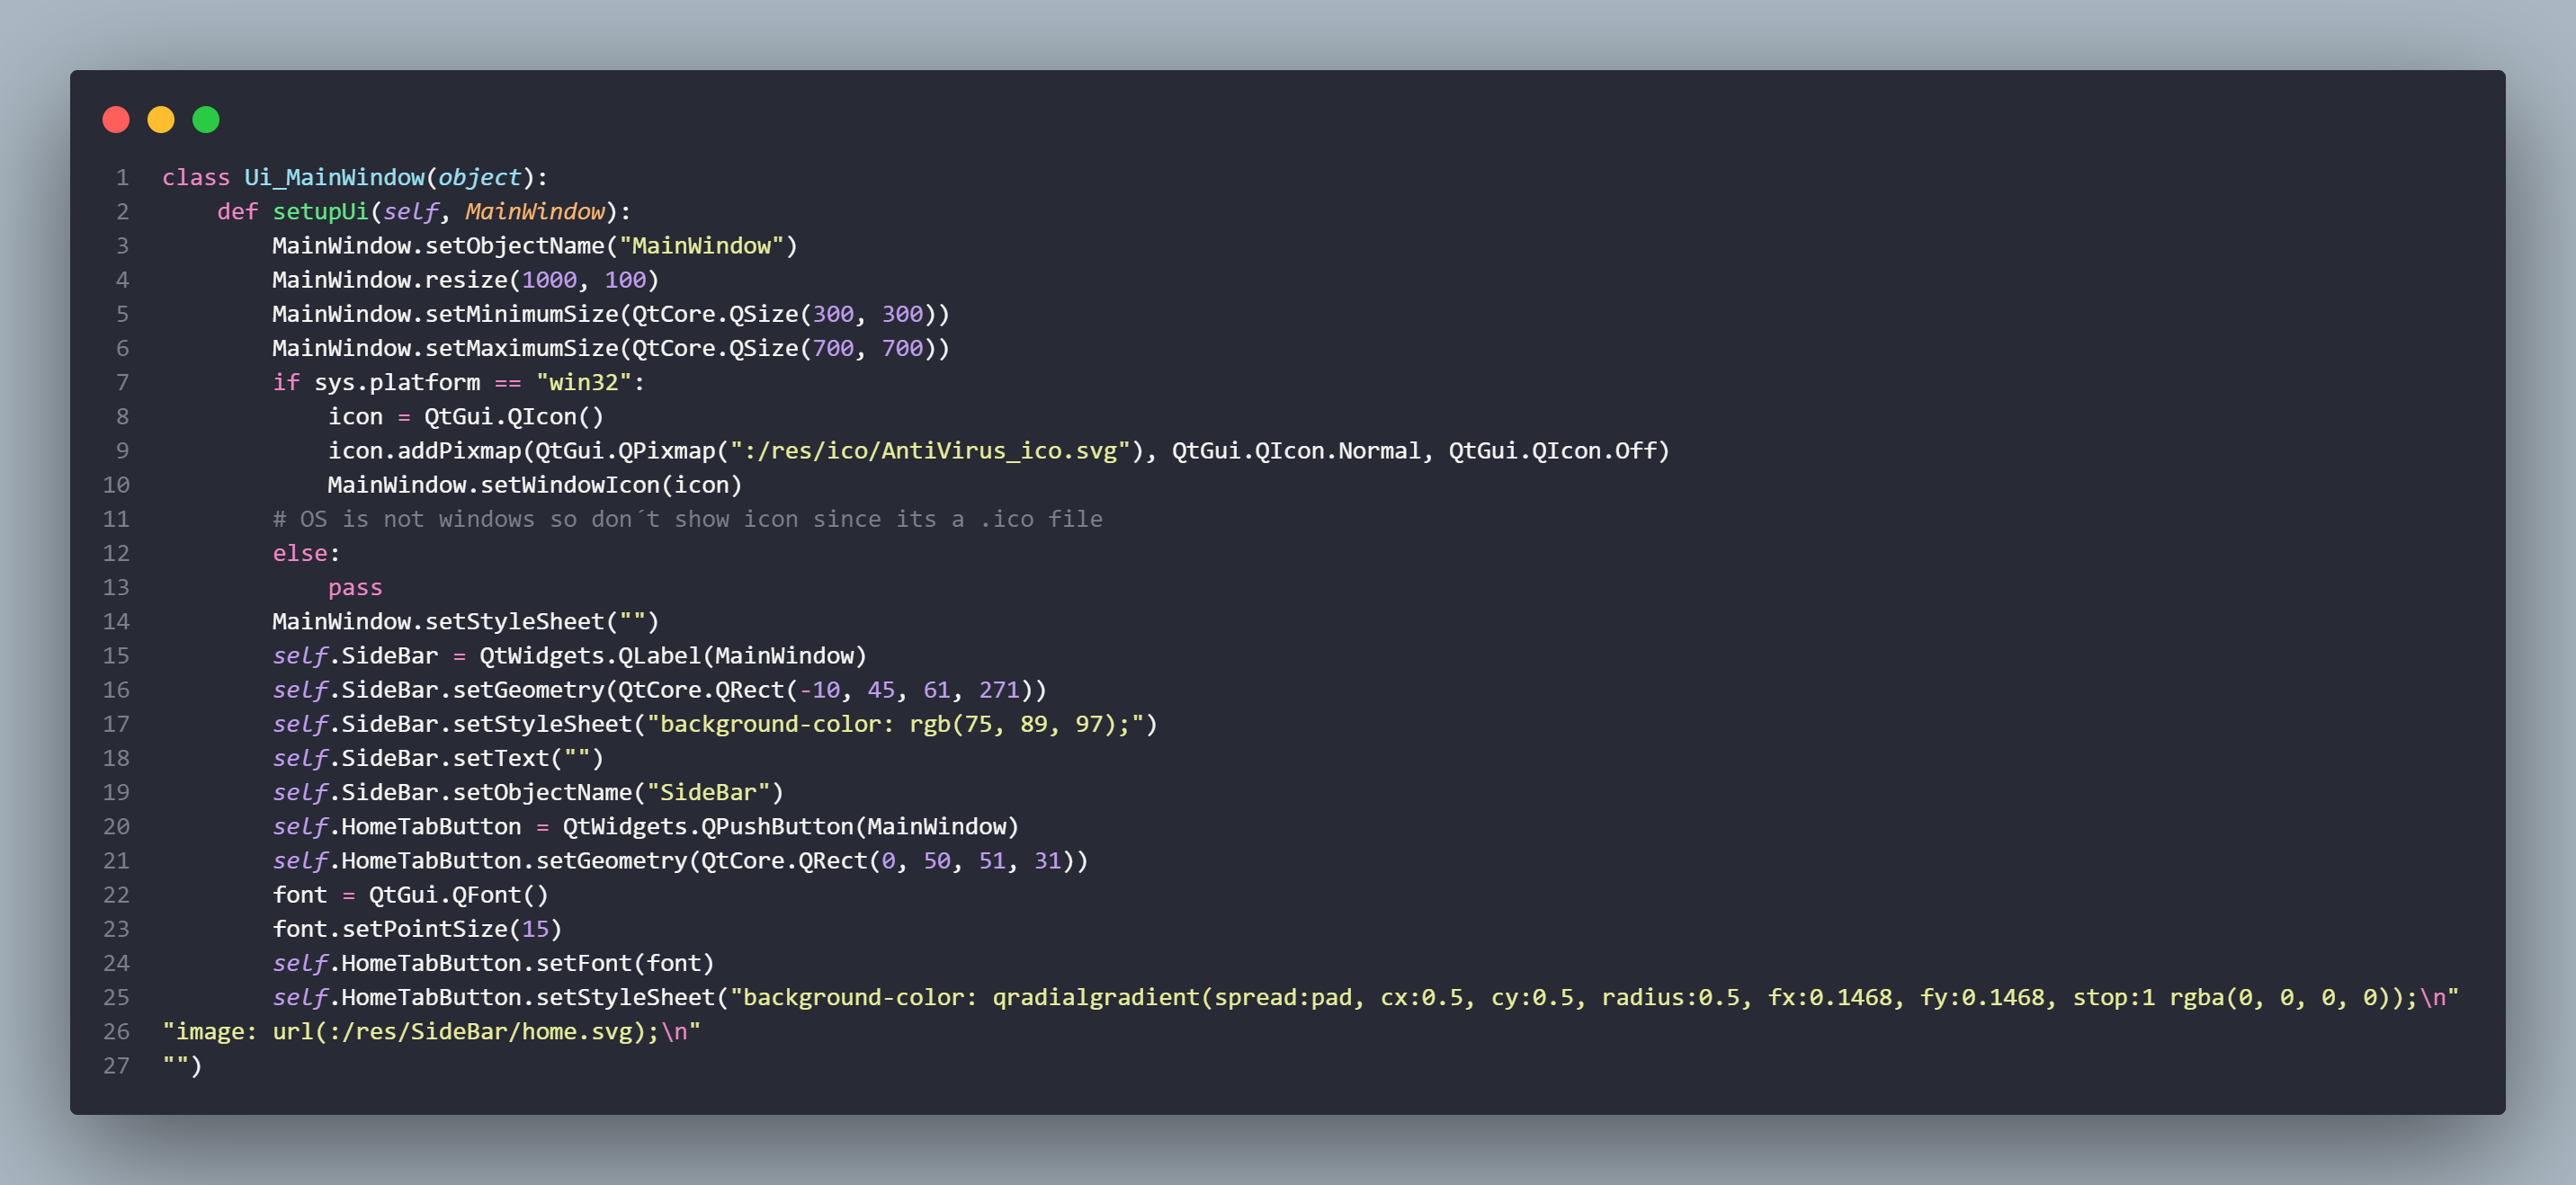 1 class Ui_MainWindow(object):
2     def setupUi(self, MainWindow):
3         MainWindow.setObjectName("MainWindow")
4         MainWindow.resize(1000, 100)
5         MainWindow.setMinimumSize(QtCore.QSize(300, 300))
6         MainWindow.setMaximumSize(QtCore.QSize(700, 700))
7         if sys.platform == "win32":
8             icon = QtGui.QIcon()
9             icon.addPixmap(QtGui.QPixmap(":/res/ico/AntiVirus_ico.svg"), QtGui.QIcon.Normal, QtGui.QIcon.Off)
10             MainWindow.setWindowIcon(icon)
11         # OS is not windows so don´t show icon since its a .ico file
12         else:
13             pass
14         MainWindow.setStyleSheet("")
15         self.SideBar = QtWidgets.QLabel(MainWindow)
16         self.SideBar.setGeometry(QtCore.QRect(-10, 45, 61, 271))
17         self.SideBar.setStyleSheet("background-color: rgb(75, 89, 97);")
18         self.SideBar.setText("")
19         self.SideBar.setObjectName("SideBar")
20         self.HomeTabButton = QtWidgets.QPushButton(MainWindow)
21         self.HomeTabButton.setGeometry(QtCore.QRect(0, 50, 51, 31))
22         font = QtGui.QFont()
23         font.setPointSize(15)
24         self.HomeTabButton.setFont(font)
25         self.HomeTabButton.setStyleSheet("background-color: qradialgradient(spread:pad, cx:0.5, cy:0.5, radius:0.5, fx:0.1468, fy:0.1468, stop:1 rgba(0, 0, 0, 0));\n"
26 "image: url(:/res/SideBar/home.svg);\n"
27 "")